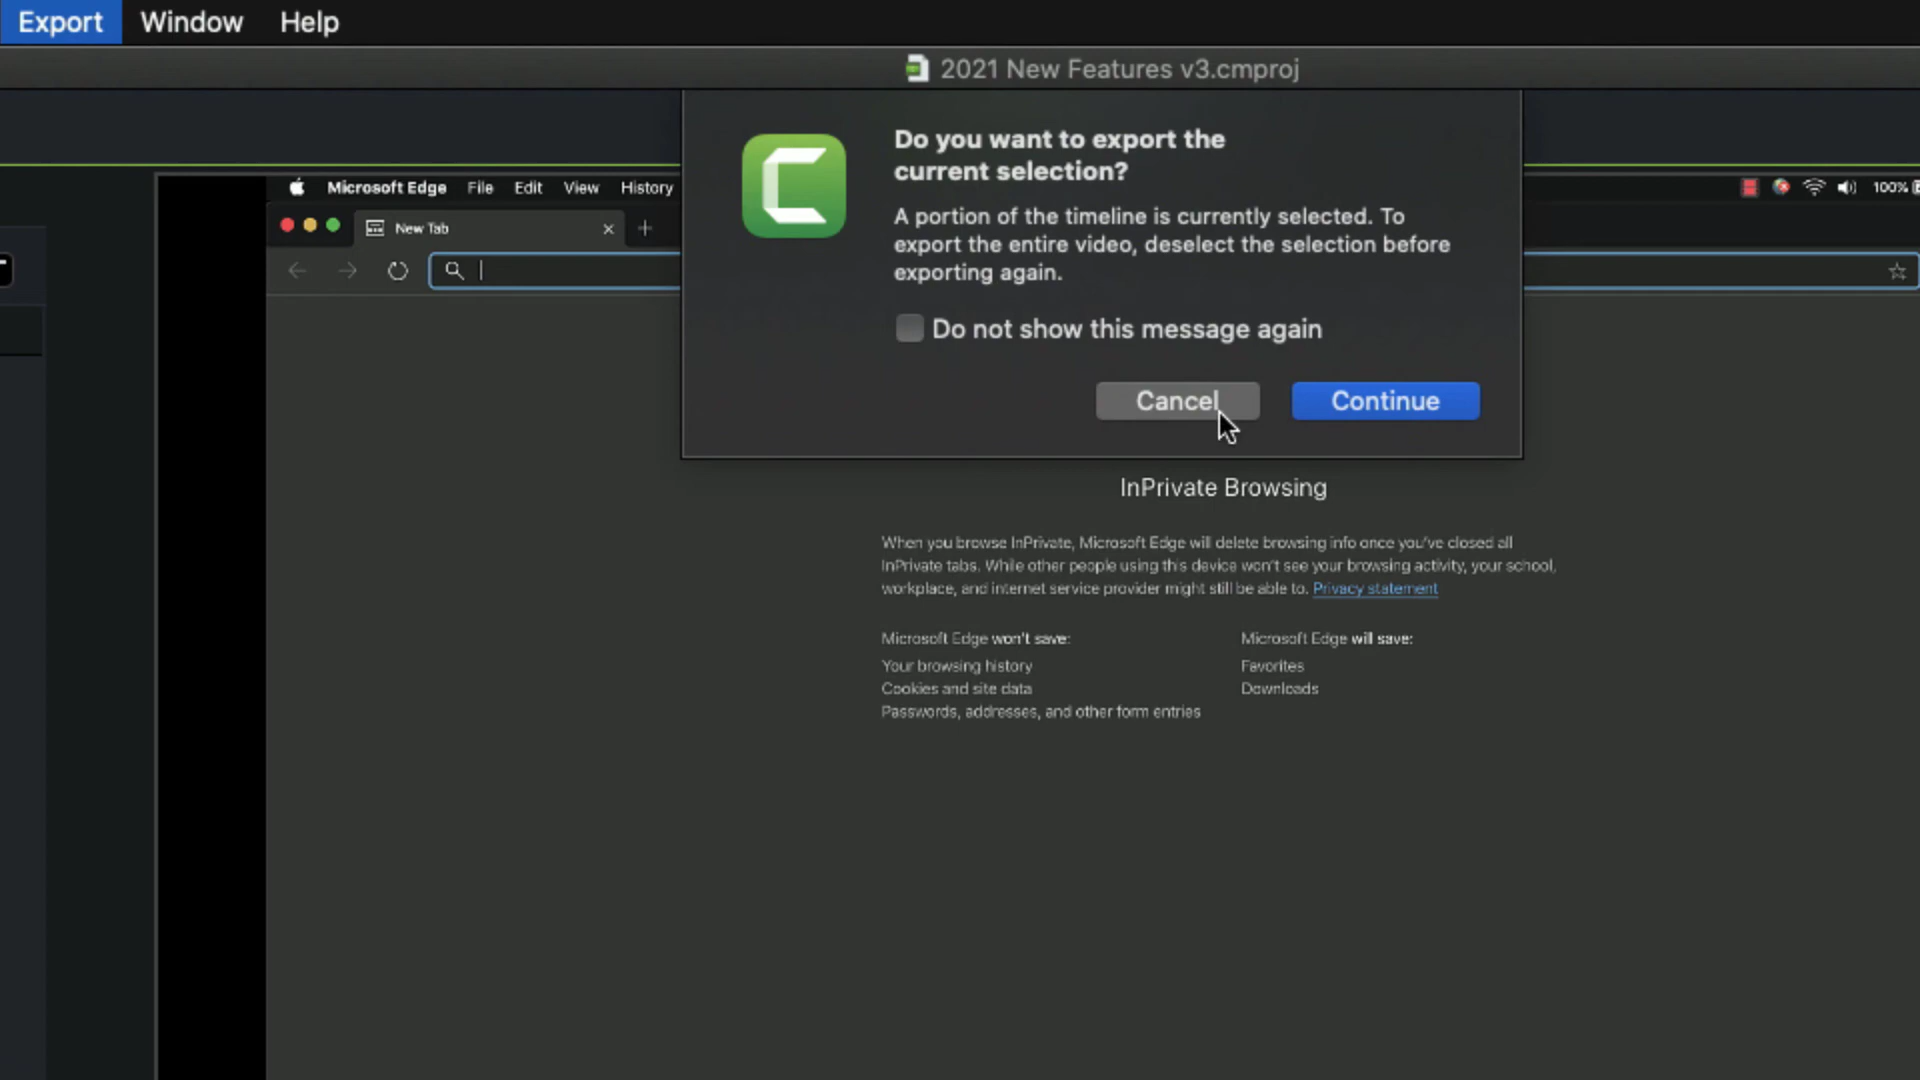 Export Window Help
2021 New Features v3.cmproj
Do you want to export the
current selection?
A portion of the timeline is currently selected. To
export the entire video, deselect the selection before
exporting again.
Do not show this message again
Cancel Continue
Microsoft Edge File Edit View History
100%
New Tab
InPrivate Browsing
When you browse InPrivate, Microsoft Edge will delete browsing info once you've closed all
InPrivate tabs. While other people using this device won't see your browsing activity, your school,
workplace, and internet service provider might still be able to. Privacy statement
Microsoft Edge won't save:
Your browsing history
Cookies and site data
Passwords, addresses, and other form entries
Microsoft Edge will save:
Favorites
Downloads